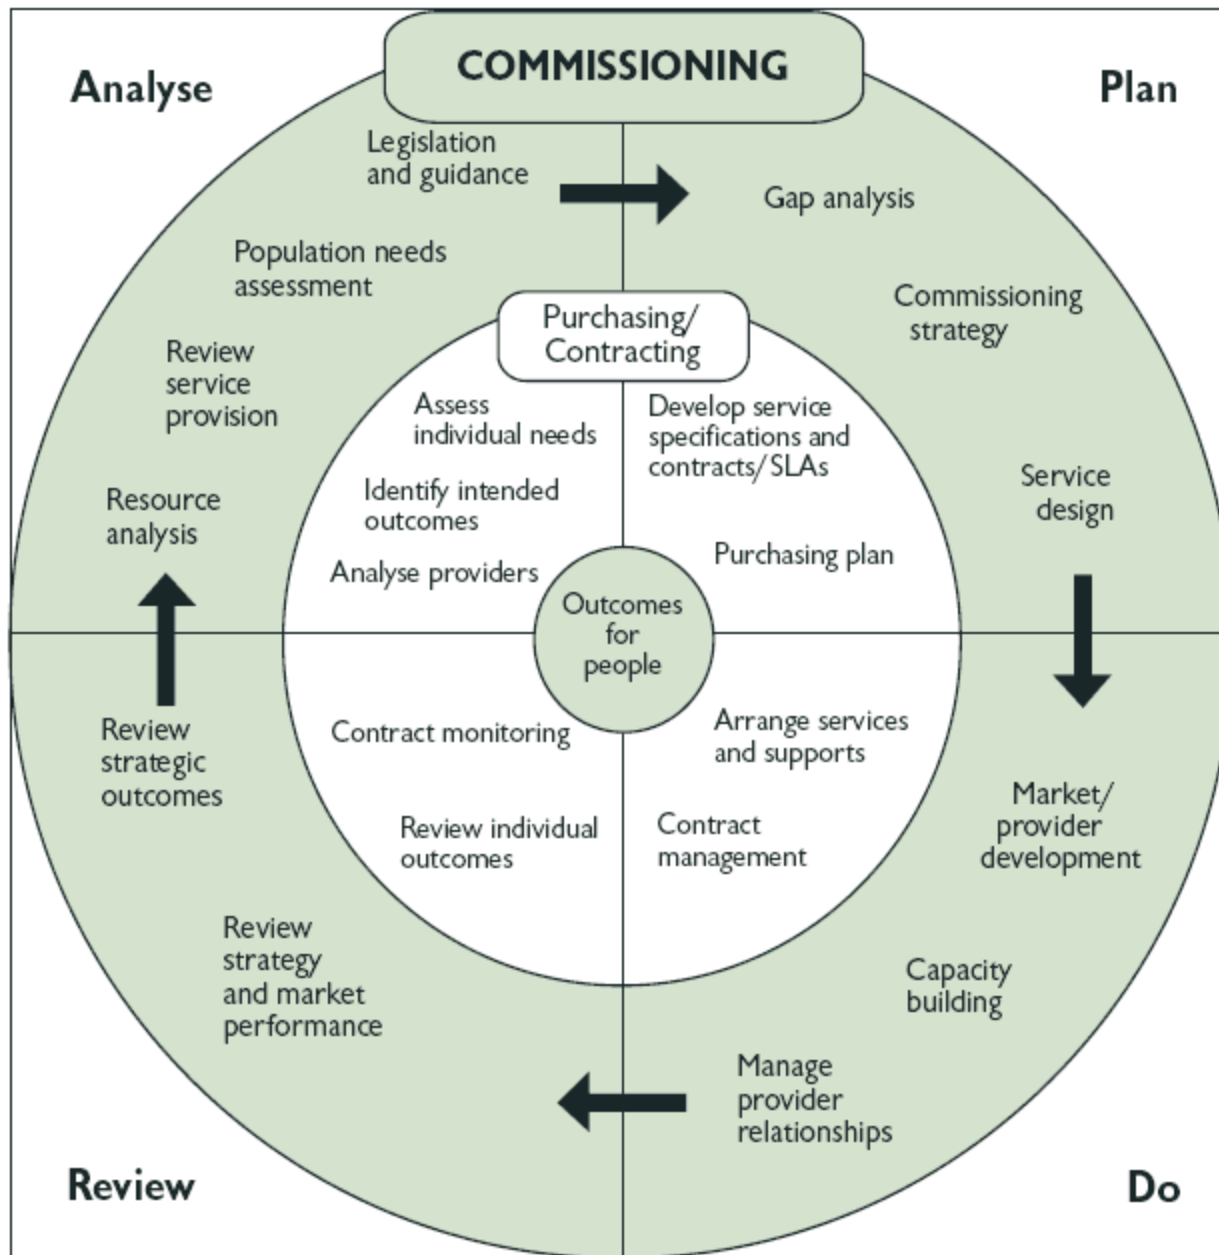 COMMISSIONING
Analyse
Plan
Legislation
and guidance
Population needs
assessment
Review
service
provision
Resource
analysis
Gap analysis
Commissioning
strategy
Service
design
Purchasing/
Contracting
Assess
individual needs
Identify intended
outcomes
Analyse providers
Develop service
specifications and
contracts/SLAs
Purchasing plan
Outcomes
for
people
Contract monitoring
Review individual
outcomes
Arrange services
and supports
Contract
management
Review
strategic
outcomes
Review
strategy
and market
performance
Market/
provider
development
Capacity
building
Manage
provider
relationships
Review
Do